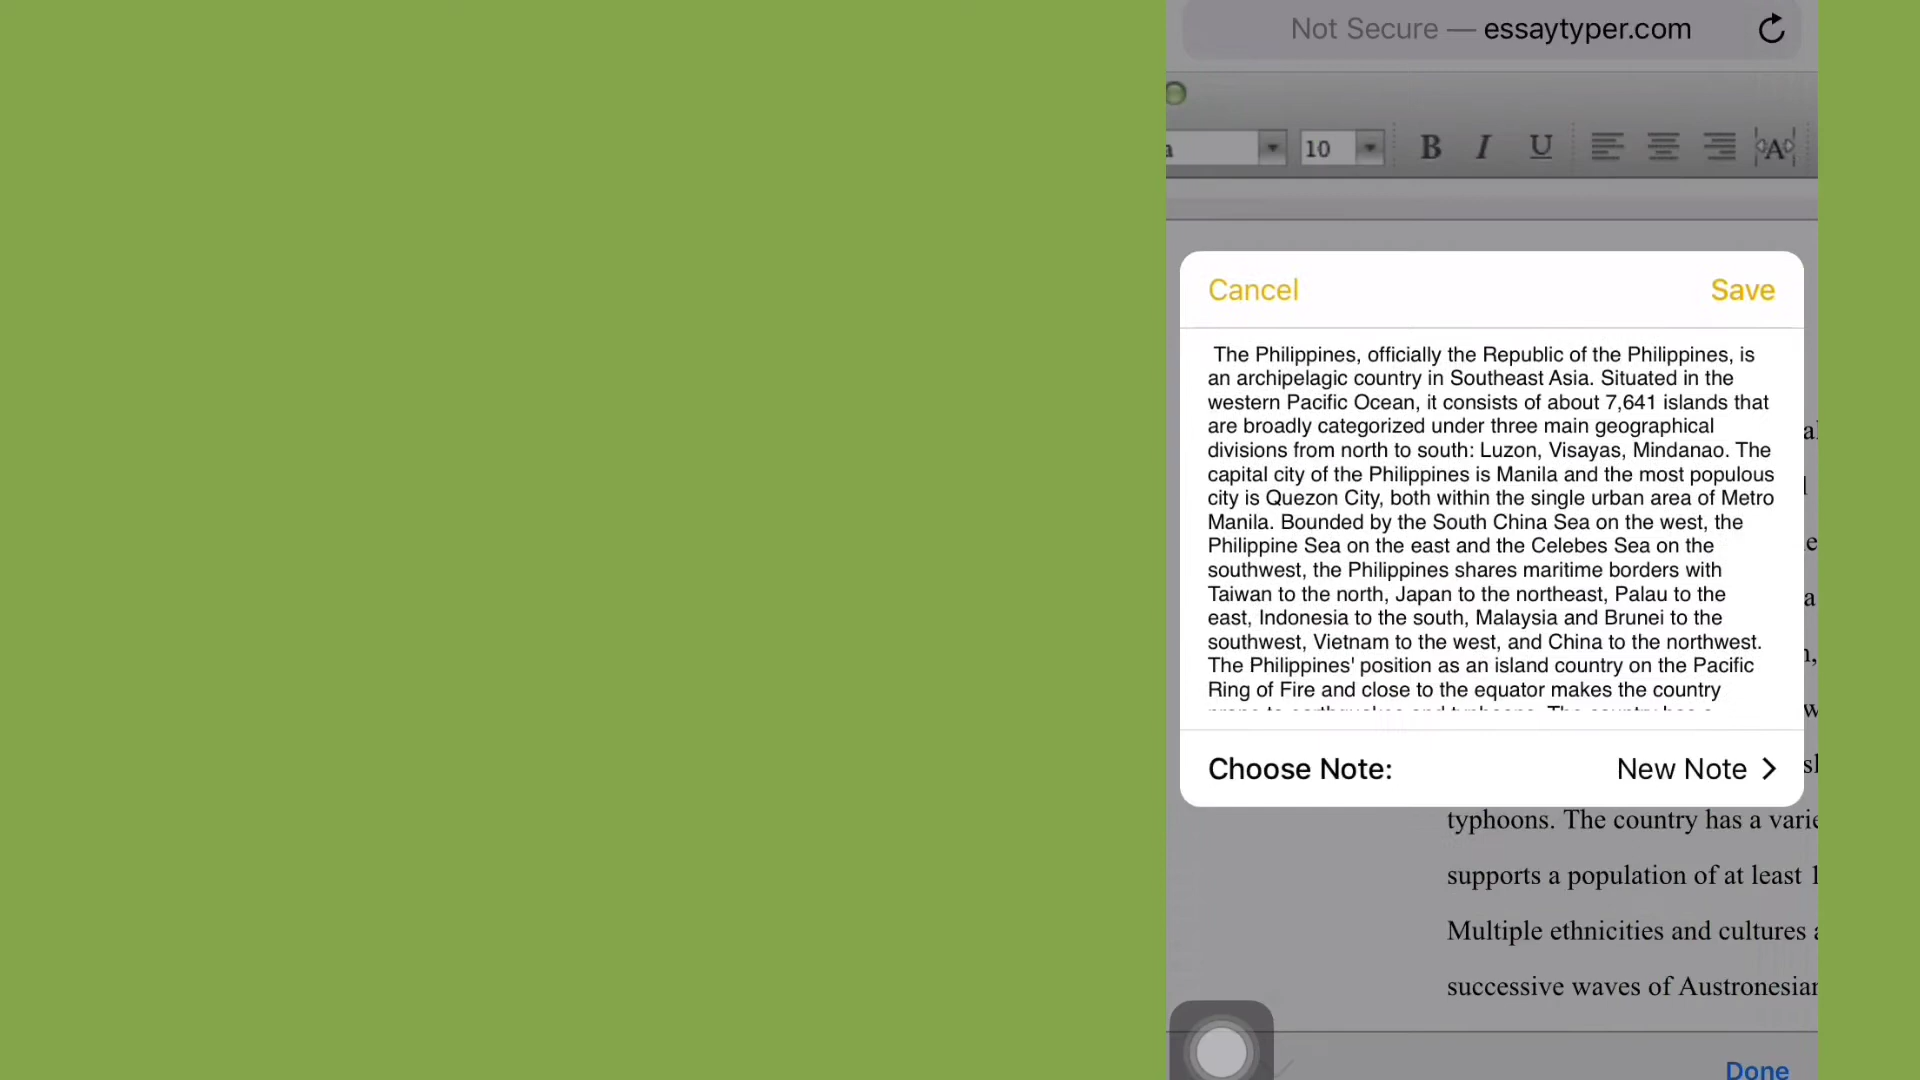 Not Secure — essaytyper.com
10
B I U A
Cancel
Save
The Philippines, officially the Republic of the Philippines, is
an archipelagic country in Southeast Asia. Situated in the
western Pacific Ocean, it consists of about 7,641 islands that
are broadly categorized under three main geographical
divisions from north to south: Luzon, Visayas, Mindanao. The
capital city of the Philippines is Manila and the most populous
city is Quezon City, both within the single urban area of Metro
Manila. Bounded by the South China Sea on the west, the
Philippine Sea on the east and the Celebes Sea on the
southwest, the Philippines shares maritime borders with
Taiwan to the north, Japan to the northeast, Palau to the
east, Indonesia to the south, Malaysia and Brunei to the
southwest, Vietnam to the west, and China to the northwest.
The Philippines' position as an island country on the Pacific
Ring of Fire and close to the equator makes the country
Choose Note:
New Note
typhoons. The country has a
supports a population of at least
Multiple ethnicities and cultures
successive waves of
Done